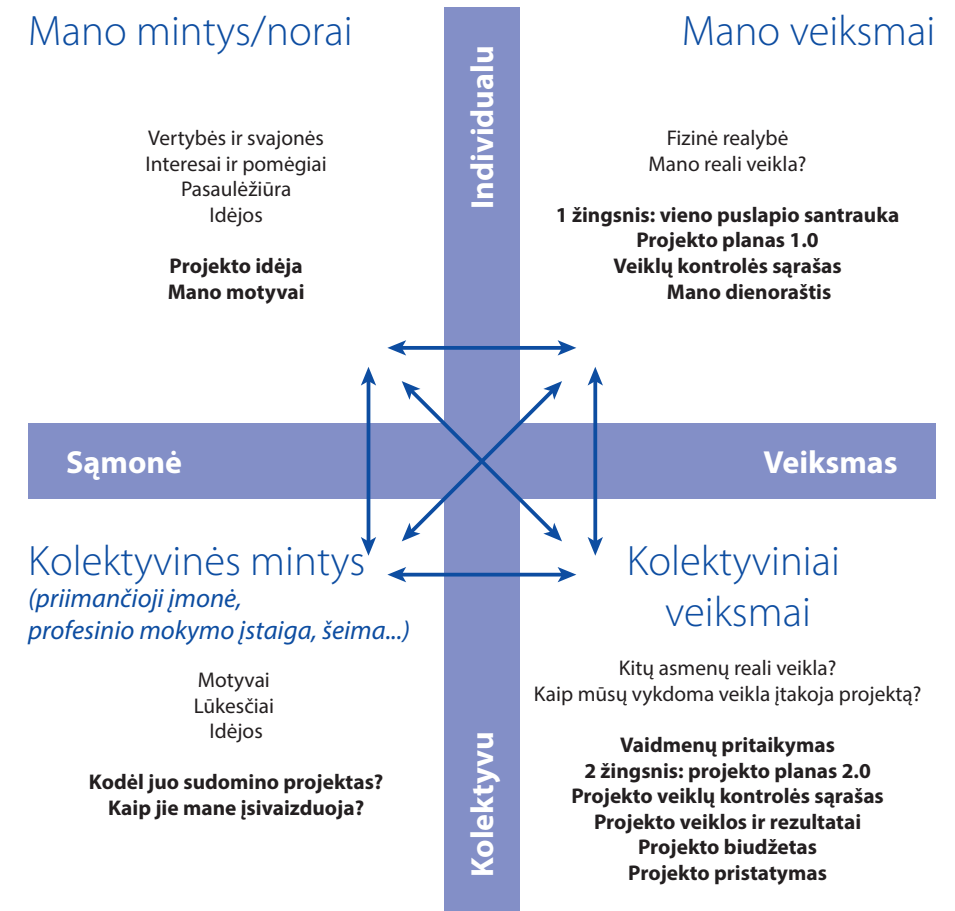 Mano mintys/norai
Vertybės ir svajonės
Interesai ir pomėgiai
Pasaulėžiūra
Idėjos
Projekto idėja
Mano motyvai
Individualu
Mano veiksmai
Fizinė realybė
Mano reali veikla?
1 žingsnis: vieno puslapio santrauka
Projekto planas 1.0
Veiklų kontrolės sąrašas
Mano dienoraštis
Sąmonė
Veiksmas
Kolektyvinės mintys
(priimančioji įmonė,
profesinio mokymo įstaiga, šeima...)
Motyvai
Lūkesčiai
Idėjos
Kodėl juo sudomino projektas?
Kaip jie mane įsivaizduoja?
Kolektyvu
Kolektyviniai
veiksmai
Kitų asmenų reali veikla?
Kaip mūsų vykdoma veikla įtakoja projektą?
Vaidmenų pritaikymas
2 žingsnis: projekto planas 2.0
Projekto veiklų kontrolės sąrašas
Projekto veiklos ir rezultatai
Projekto biudžetas
Projekto pristatymas